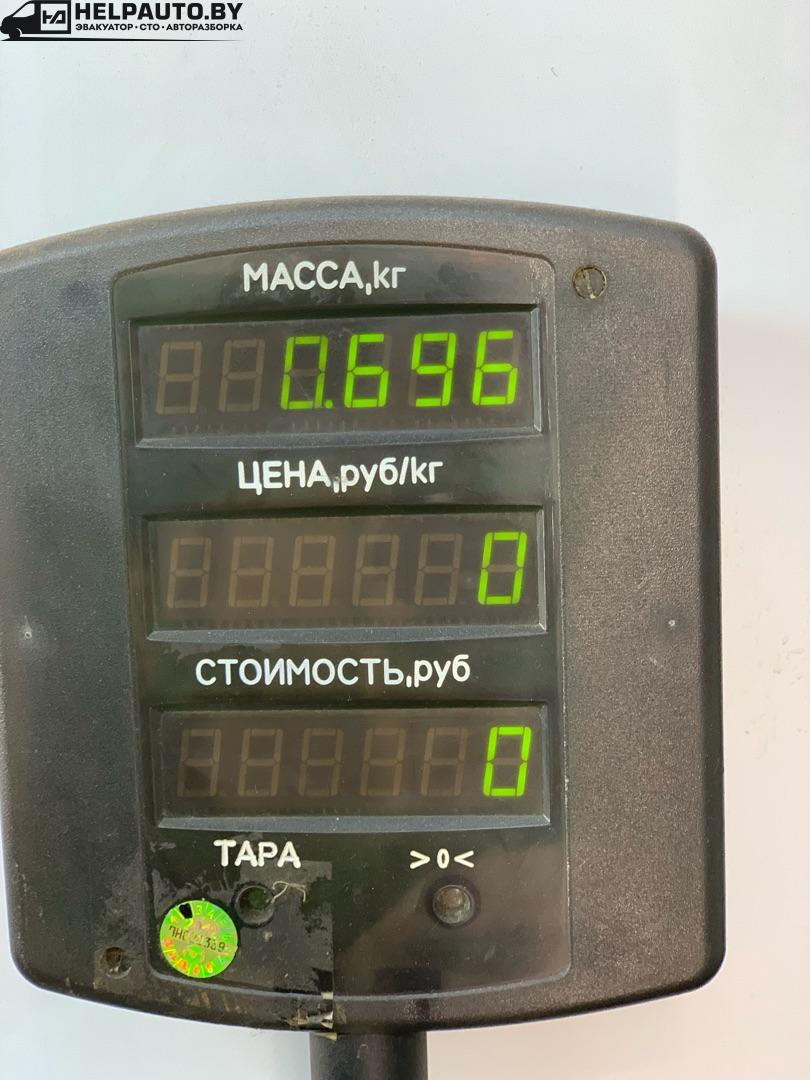 HELPAUTO.BY
ЭВАКУАТОР•СТО•АВТОРАЗБОРКА
МАССА,кг
0.696
ЦЕНА,руб/кг
0
СТОИМОСТЬ,руб
0
ТАРА >0<